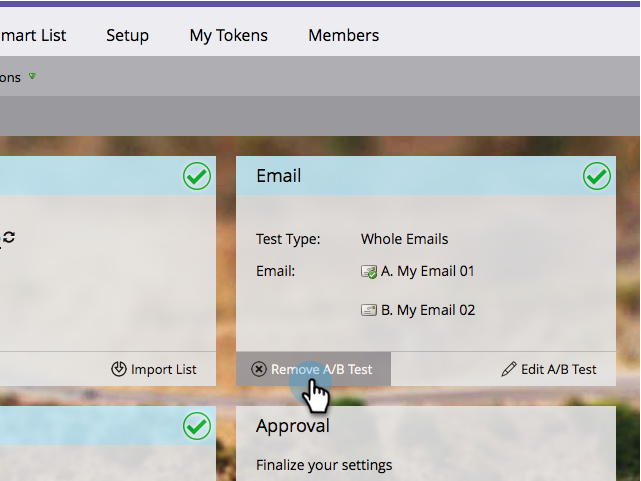 mart List Setup My Tokens Members
ons
Email
Test Type: Whole Emails
Email: A. My Email 01
B. My Email 02
Import List Remove A/B Test Edit A/B Test
Approval
Finalize your settings